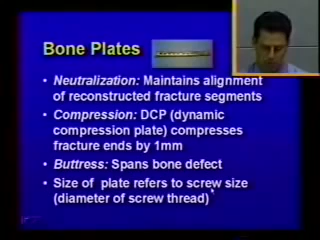 Bone Plates
• Neutralization: Maintains alignment
of reconstructed fracture segments
• Compression: DCP (dynamic
compression plate) compresses
fracture ends by 1mm
• Buttress: Spans bone defect
• Size of plate refers to screw size
(diameter of screw thread)